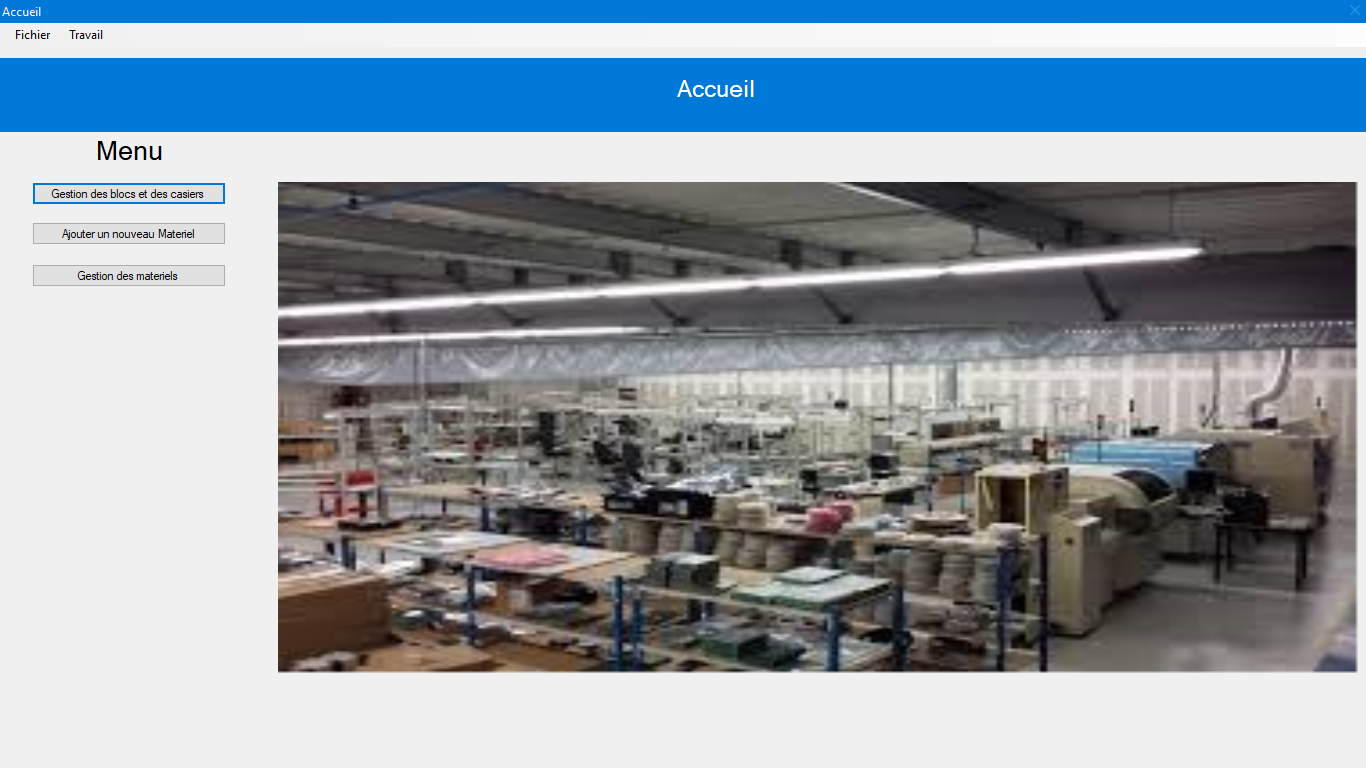 Accueil
Fichier Travail
Accueil
Menu
Gestion des blocs et des casiers
Ajouter un nouveau Materiel
Gestion des materiels